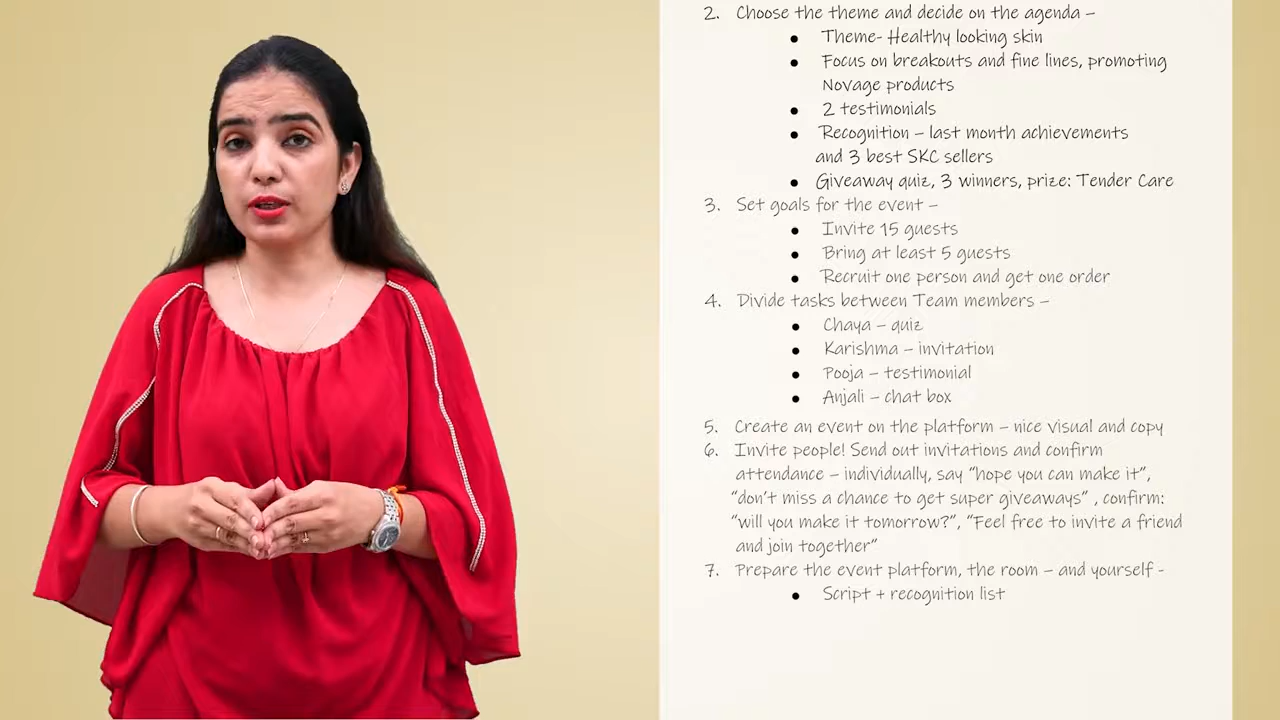 2. Choose the theme and decide on the agenda –
● Theme- Healthy looking skin
● Focus on breakouts and fine lines, promoting
Novage products
● 2 testimonials
● Recognition – last month achievements
and 3 best SKC sellers
● Giveaway quiz, 3 winners, prize: Tender Care
3. Set goals for the event –
● Invite 15 guests
● Bring at least 5 guests
● Recruit one person and get one order
4. Divide tasks between Team members –
● Chaya – quiz
● Karishma – invitation
● Pooja – testimonial
● Anjali – chat box
5. Create an event on the platform – nice visual and copy
6. Invite people! Send out invitations and confirm
attendance – individually, say “hope you can make it”,
“don’t miss a chance to get super giveaways” , confirm:
“will you make it tomorrow?”, “Feel free to invite a friend
and join together”
7. Prepare the event platform, the room – and yourself -
● Script + recognition list